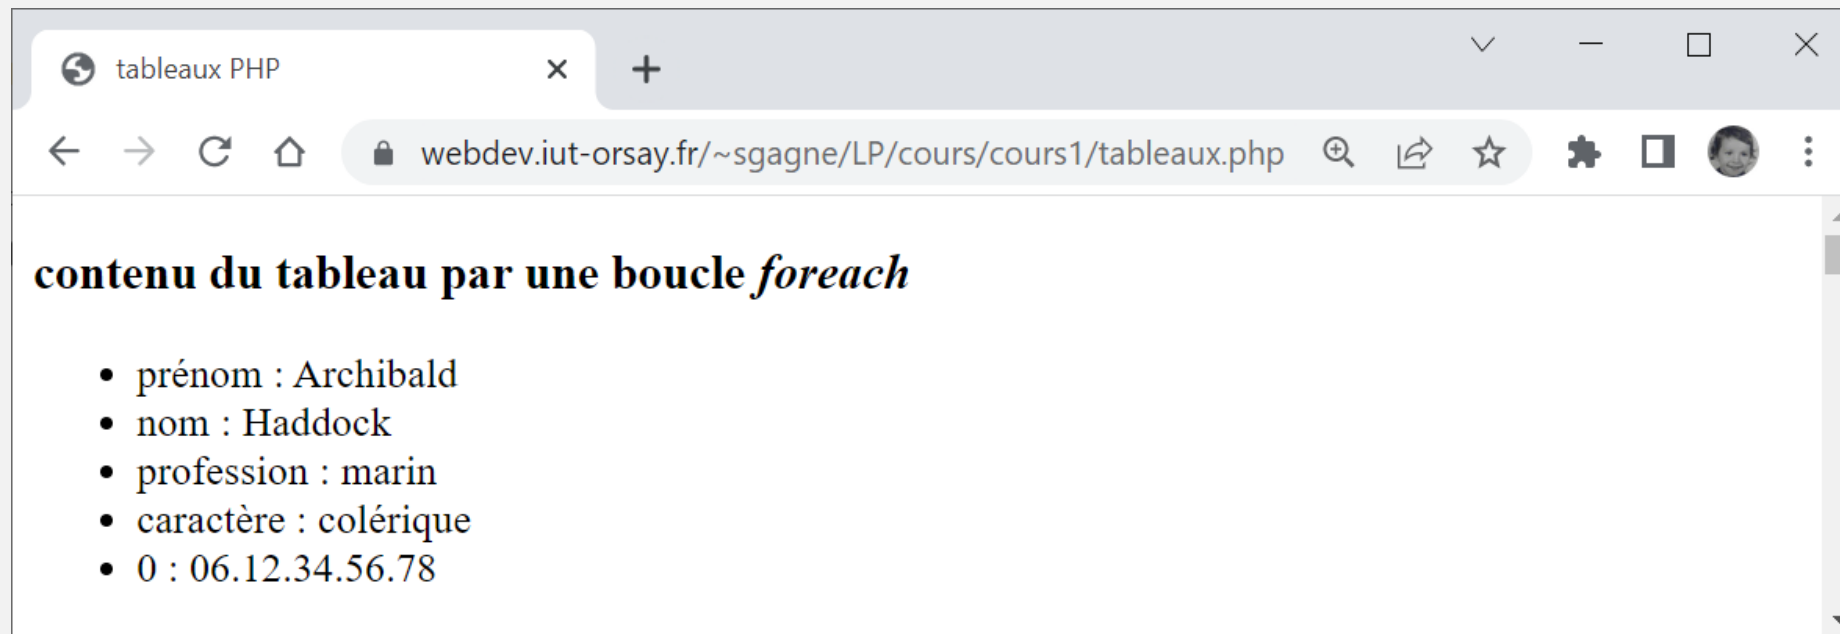 tableaux PHP
webdev.iut-orsay.fr/~sgagne/LP/cours/cours1/tableaux.php
contenu du tableau par une boucle foreach
• prénom : Archibald
• nom : Haddock
• profession : marin
• caractère : colérique
• 0 : 06.12.34.56.78